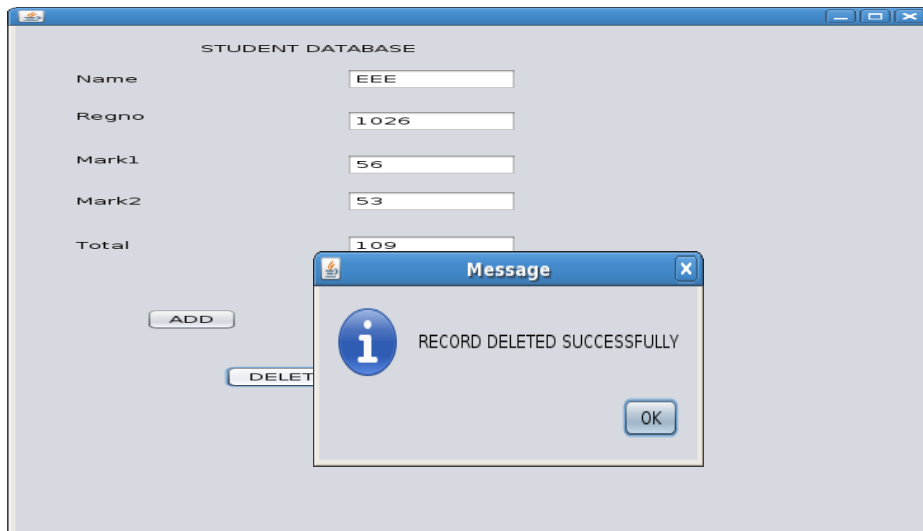 STUDENT DATABASE
Name EEE
Regno 1026
Mark1 56
Mark2 53
Total 109
Message
ADD
RECORD DELETED SUCCESSFULLY
DELET
OK